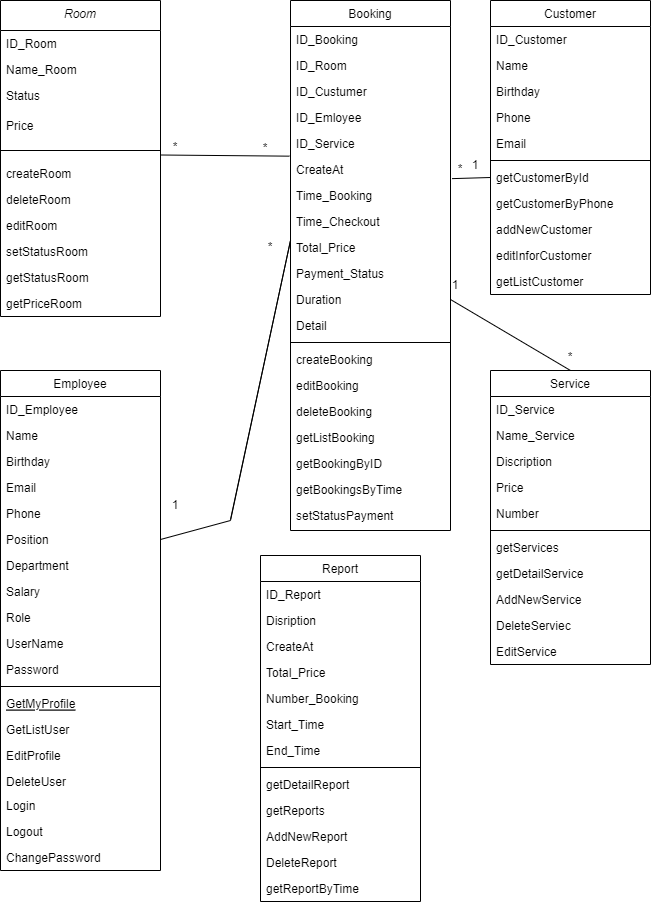 Room
ID_Room
Name_Room
Status
Price
createRoom
deleteRoom
editRoom
setStatusRoom
getStatusRoom
getPriceRoom
*
*
Booking
ID_Booking
ID_Room
ID_Custumer
ID_Emloyee
ID_Service
CreateAt
Time_Booking
Time_Checkout
Total_Price
Payment_Status
Duration
Detail
createBooking
editBooking
deleteBooking
getListBooking
getBookingByID
getBookingsByTime
setStatusPayment
*
1
Customer
ID_Customer
Name
Birthday
Phone
Email
getCustomerById
getCustomerByPhone
addNewCustomer
editInforCustomer
getListCustomer
*
1
1
*
Employee
ID_Employee
Name
Birthday
Email
Phone
Position
Department
Salary
Role
UserName
Password
GetMyProfile
GetListUser
EditProfile
DeleteUser
Login
Logout
ChangePassword
Report
ID_Report
Disription
CreateAt
Total_Price
Number_Booking
Start_Time
End_Time
getDetailReport
getReports
AddNewReport
DeleteReport
getReportByTime
Service
ID_Service
Name_Service
Discription
Price
Number
getServices
getDetailService
AddNewService
DeleteServiec
EditService